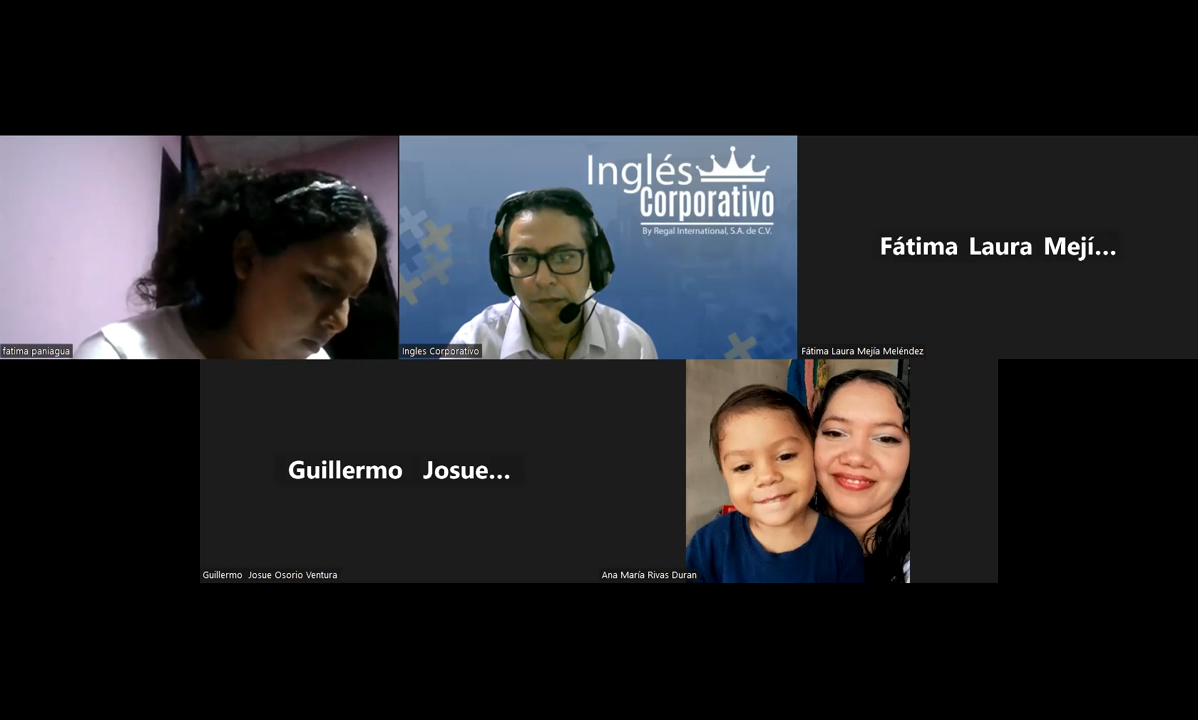 Inglés
Corporativo
By Regal International, S.A. de C.V.
Fátima Laura Mejí...
fatima paniagua
Ingles Corporativo
Fátima Laura Mejía Meléndez
Guillermo Josue...
Guillermo Josue Osorio Ventura
Ana María Rivas Duran